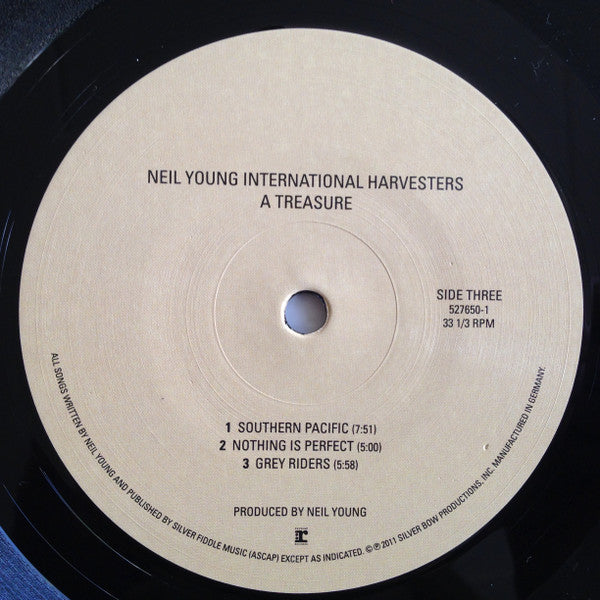 NEIL YOUNG INTERNATIONAL HARVESTERS
A TREASURE
SIDE THREE
527650-1
33 1/3 RPM
1 SOUTHERN PACIFIC (7:51)
2 NOTHING IS PERFECT (5:00)
3 GREY RIDERS (5:58)
PRODUCED BY NEIL YOUNG
r
ALL SONGS WRITTEN BY NEIL YOUNG AND PUBLISHED BY SILVER FIDDLE MUSIC (ASCAP) EXCEPT AS INDICATED. ©℗2011 SILVER BOW PRODUCTIONS, INC. MANUFACTURED IN GERMANY.